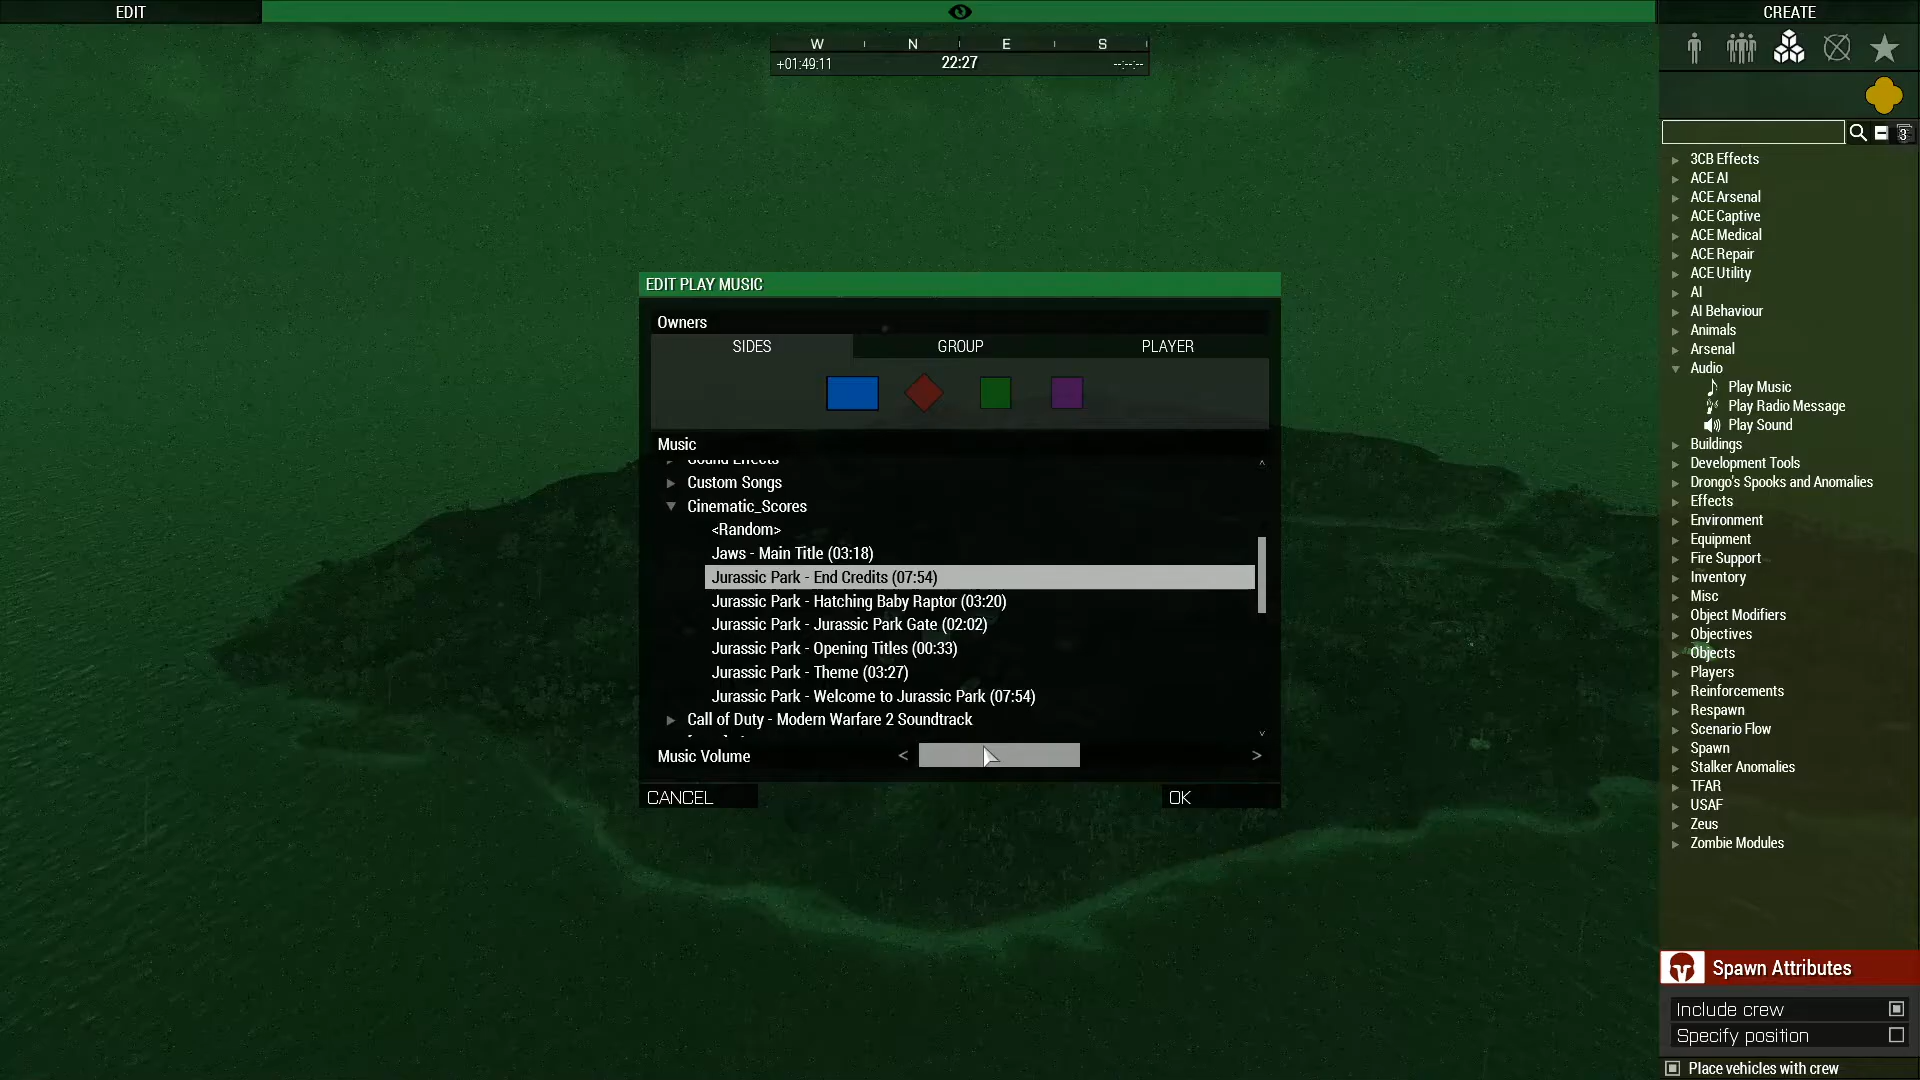 EDIT
CREATE
W N E S
+01:49:11 22:27 --:--:--
3
3CB Effects
ACE AI
ACE Arsenal
ACE Captive
ACE Medical
ACE Repair
ACE Utility
AI
AI Behaviour
Animals
Arsenal
Audio
Play Music
Play Radio Message
Play Sound
Buildings
Development Tools
Drongo's Spooks and Anomalies
Effects
Environment
Equipment
Fire Support
Inventory
Misc
Object Modifiers
Objectives
Objects
Players
Reinforcements
Respawn
Scenario Flow
Spawn
Stalker Anomalies
TFAR
USAF
Zeus
Zombie Modules
EDIT PLAY MUSIC
Owners
SIDES GROUP PLAYER
Music
Sound Effects
Custom Songs
Cinematic_Scores
<Random>
Jaws - Main Title (03:18)
Jurassic Park - End Credits (07:54)
Jurassic Park - Hatching Baby Raptor (03:20)
Jurassic Park - Jurassic Park Gate (02:02)
Jurassic Park - Opening Titles (00:33)
Jurassic Park - Theme (03:27)
Jurassic Park - Welcome to Jurassic Park (07:54)
Call of Duty - Modern Warfare 2 Soundtrack
Music Volume < >
CANCEL OK
Spawn Attributes
Include crew
Specify position
Place vehicles with crew